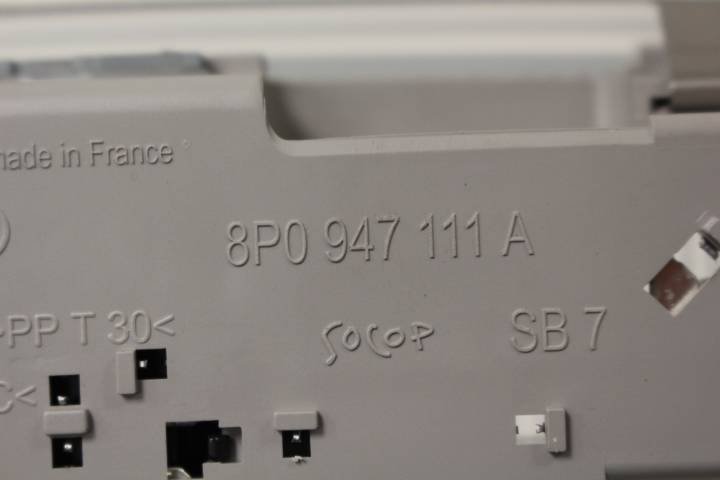 made in France
8P0 947 111 A
>PP T 30<
SOCOP SB 7
C<